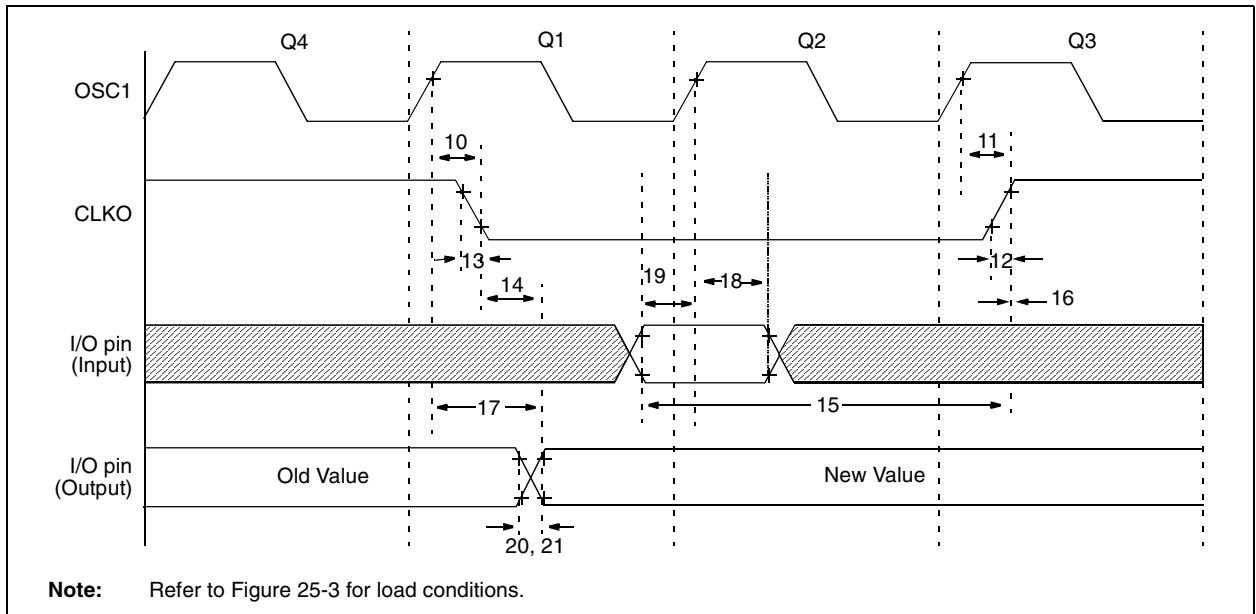 Q4 Q1 Q2 Q3
OSC1
10 11
CLKO
13 12
14 19 18
16
I/O pin
(Input)
17 15
I/O pin
(Output)
Old Value New Value
20, 21
Note: Refer to Figure 25-3 for load conditions.